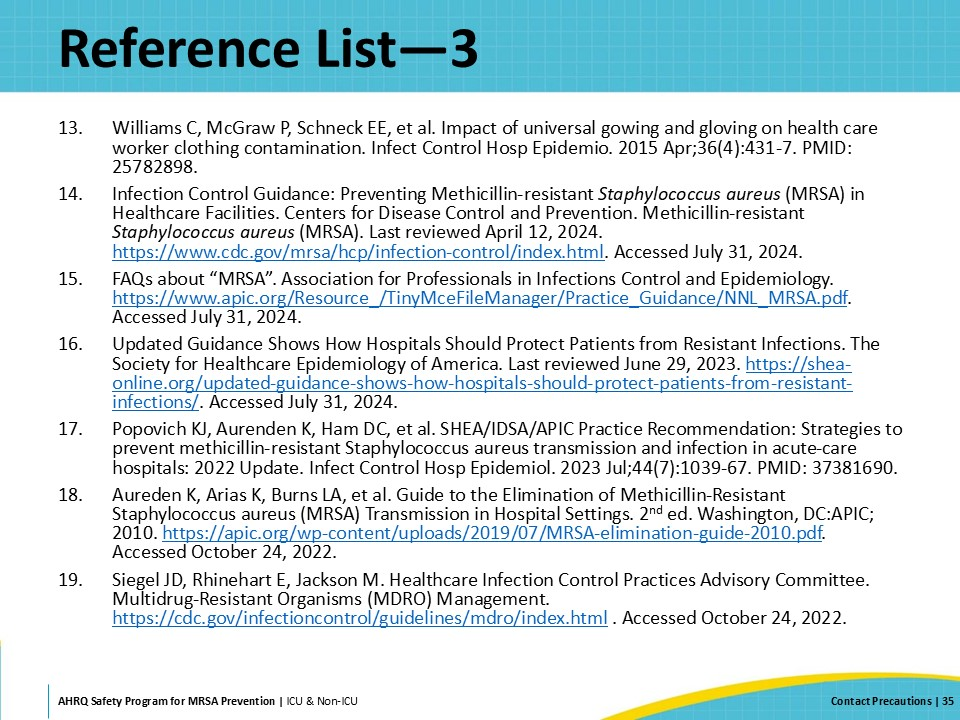 Reference List—3
13. Williams C, McGraw P, Schneck EE, et al. Impact of universal gowing and gloving on health care
worker clothing contamination. Infect Control Hosp Epidemio. 2015 Apr;36(4):431-7. PMID:
25782898.
14. Infection Control Guidance: Preventing Methicillin-resistant Staphylococcus aureus (MRSA) in
Healthcare Facilities. Centers for Disease Control and Prevention. Methicillin-resistant
Staphylococcus aureus (MRSA). Last reviewed April 12, 2024.
https://www.cdc.gov/mrsa/hcp/infection-control/index.html. Accessed July 31, 2024.
15. FAQs about “MRSA”. Association for Professionals in Infections Control and Epidemiology.
https://www.apic.org/Resource_/TinyMceFileManager/Practice_Guidance/NNL_MRSA.pdf.
Accessed July 31, 2024.
16. Updated Guidance Shows How Hospitals Should Protect Patients from Resistant Infections. The
Society for Healthcare Epidemiology of America. Last reviewed June 29, 2023. https://shea-
online.org/updated-guidance-shows-how-hospitals-should-protect-patients-from-resistant-
infections/. Accessed July 31, 2024.
17. Popovich KJ, Aurenden K, Ham DC, et al. SHEA/IDSA/APIC Practice Recommendation: Strategies to
prevent methicillin-resistant Staphylococcus aureus transmission and infection in acute-care
hospitals: 2022 Update. Infect Control Hosp Epidemiol. 2023 Jul;44(7):1039-67. PMID: 37381690.
18. Aureden K, Arias K, Burns LA, et al. Guide to the Elimination of Methicillin-Resistant
Staphylococcus aureus (MRSA) Transmission in Hospital Settings. 2nd ed. Washington, DC:APIC;
2010. https://apic.org/wp-content/uploads/2019/07/MRSA-elimination-guide-2010.pdf.
Accessed October 24, 2022.
19. Siegel JD, Rhinehart E, Jackson M. Healthcare Infection Control Practices Advisory Committee.
Multidrug-Resistant Organisms (MDRO) Management.
https://cdc.gov/infectioncontrol/guidelines/mdro/index.html . Accessed October 24, 2022.
AHRQ Safety Program for MRSA Prevention | ICU & Non-ICU
Contact Precautions | 35